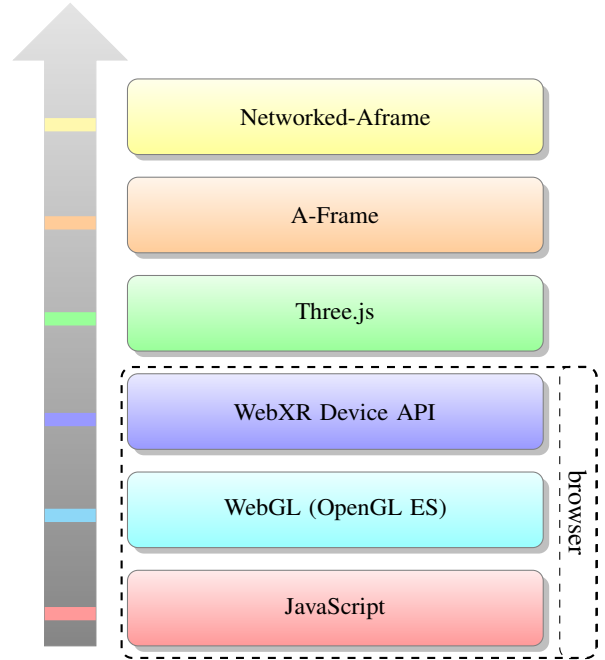 Networked-Aframe
A-Frame
Three.js
WebXR Device API
WebGL (OpenGL ES)
JavaScript
browser